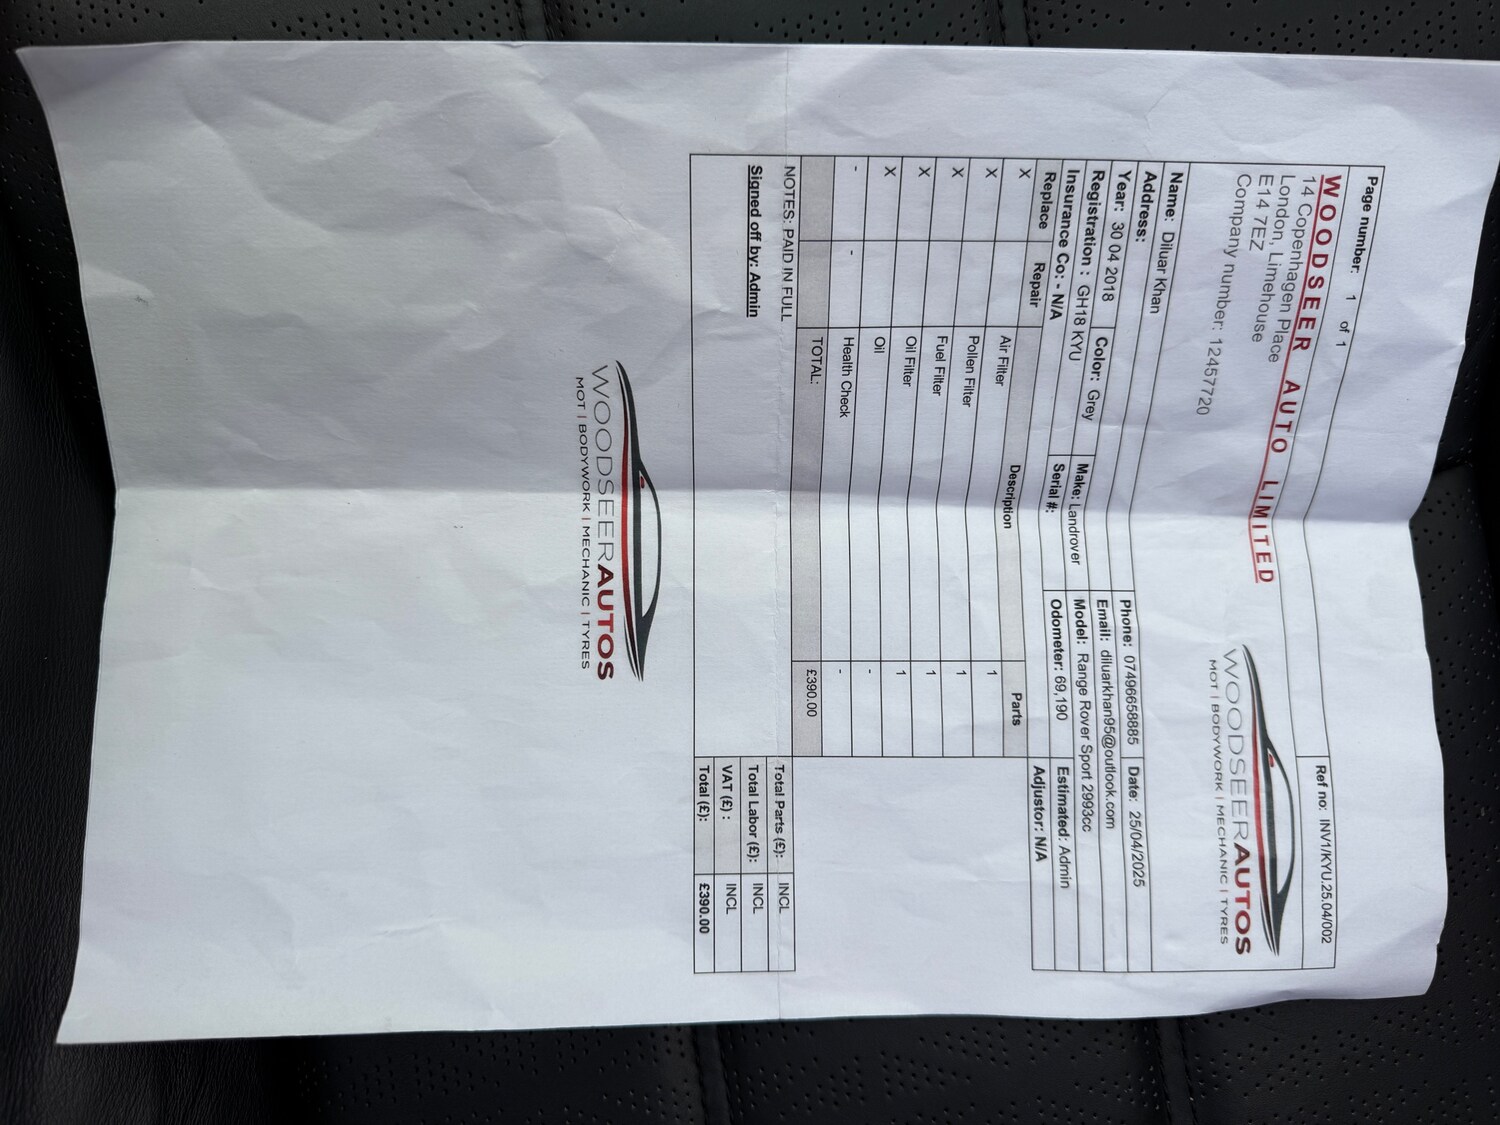 Page number: 1 of 1
Ref no: INV1/KYU.25.04/002
WOODSEER AUTO LIMITED
14 Copenhagen Place
London, Limehouse
E14 7EZ
Company number: 12457720
WOODSEERAUTOS
MOT | BODYWORK | MECHANIC | TYRES
Name: Diluar Khan
Phone: 07496658885
Date: 25/04/2025
Address:
Email: diluarkhan95@outlook.com
Year: 30 04 2018
Color: Grey
Make: Landrover
Model: Range Rover Sport 2993cc
Registration : GH18 KYU
Serial #:
Odometer: 69,190
Estimated: Admin
Insurance Co: - N/A
Adjustor: N/A
Replace Repair Description Parts
X Air Filter 1
X Pollen Filter 1
X Fuel Filter 1
X Oil Filter 1
X Oil -
- - Health Check -
TOTAL: £390.00
NOTES: PAID IN FULL
Signed off by: Admin
Total Parts (£): INCL
Total Labor (£): INCL
VAT (£) : INCL
Total (£): £390.00
WOODSEERAUTOS
MOT | BODYWORK | MECHANIC | TYRES